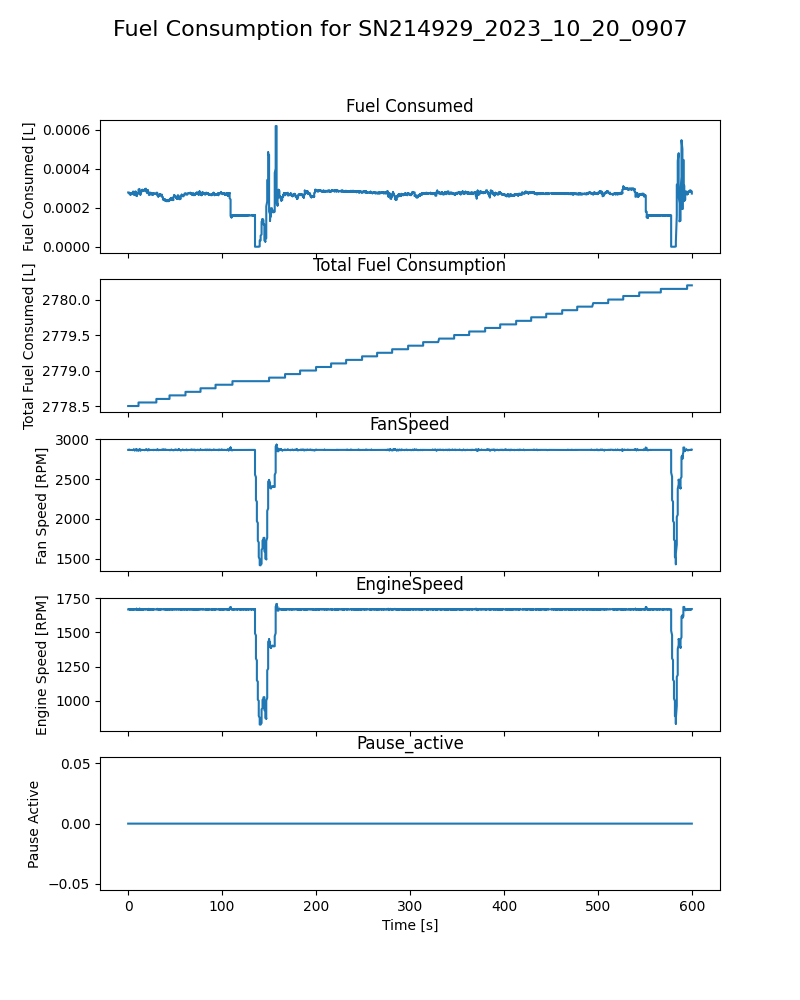 Fuel Consumption for SN214929_2023_10_20_0907
Fuel Consumed
Fuel Consumed [L]
0.0006
0.0004
0.0002
0.0000
Total Fuel Consumption
Total Fuel Consumed [L]
2780.0
2779.5
2779.0
2778.5
FanSpeed
Fan Speed [RPM]
3000
2500
2000
1500
EngineSpeed
Engine Speed [RPM]
1750
1500
1250
1000
Pause_active
Pause Active
0.05
0.00
−0.05
0 100 200 300 400 500 600
Time [s]